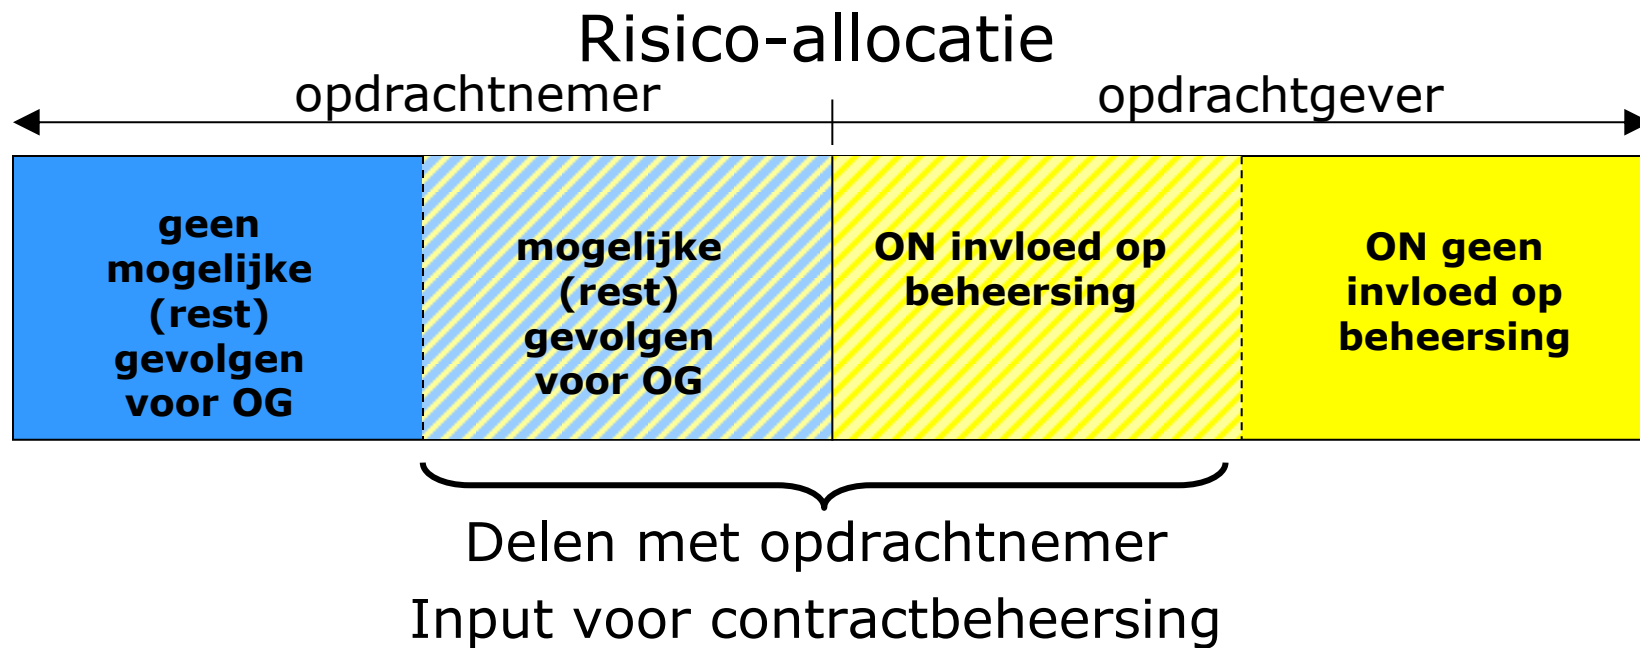 Risico-allocatie
opdrachtnemer
opdrachtgever
geen
mogelijke
(rest)
gevolgen
voor OG
mogelijke
(rest)
gevolgen
voor OG
ON invloed op
beheersing
ON geen
invloed op
beheersing
Delen met opdrachtnemer
Input voor contractbeheersing